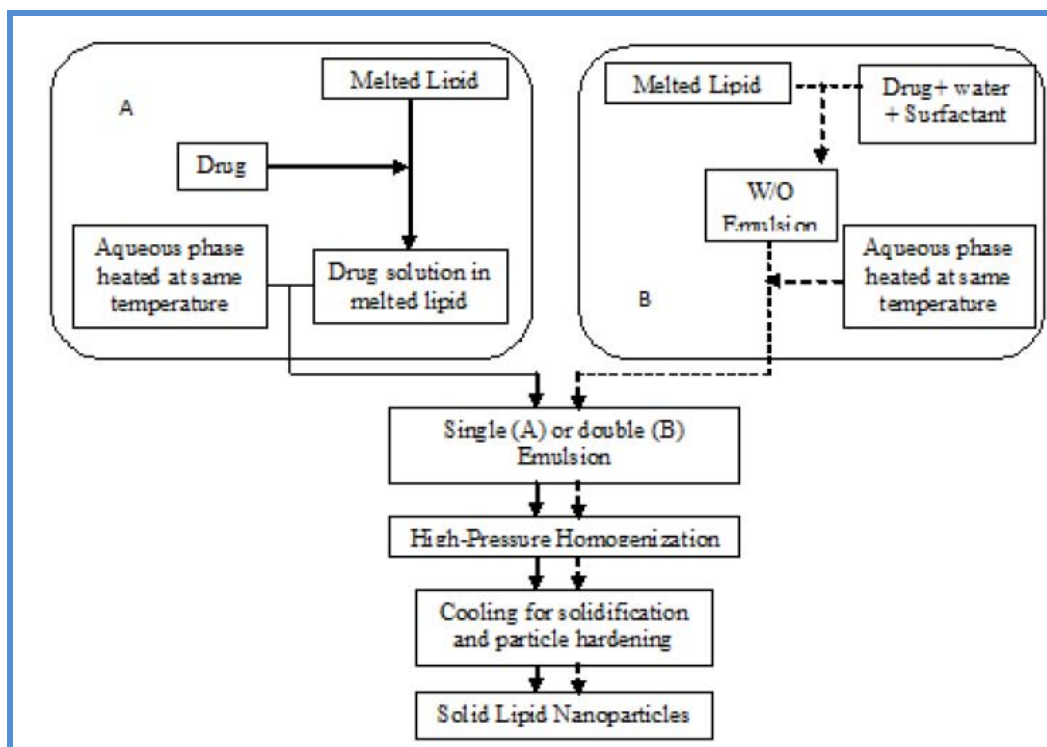 A
Melted Lipid
Drug
Aqueous phase
heated at same
temperature
Drug solution in
melted lipid
B
Melted Lipid
Drug+ water
+ Surfactant
W/O
Emulsion
Aqueous phase
heated at same
temperature
Single (A) or double (B)
Emulsion
High-Pressure Homogenization
Cooling for solidification
and particle hardening
Solid Lipid Nanoparticles